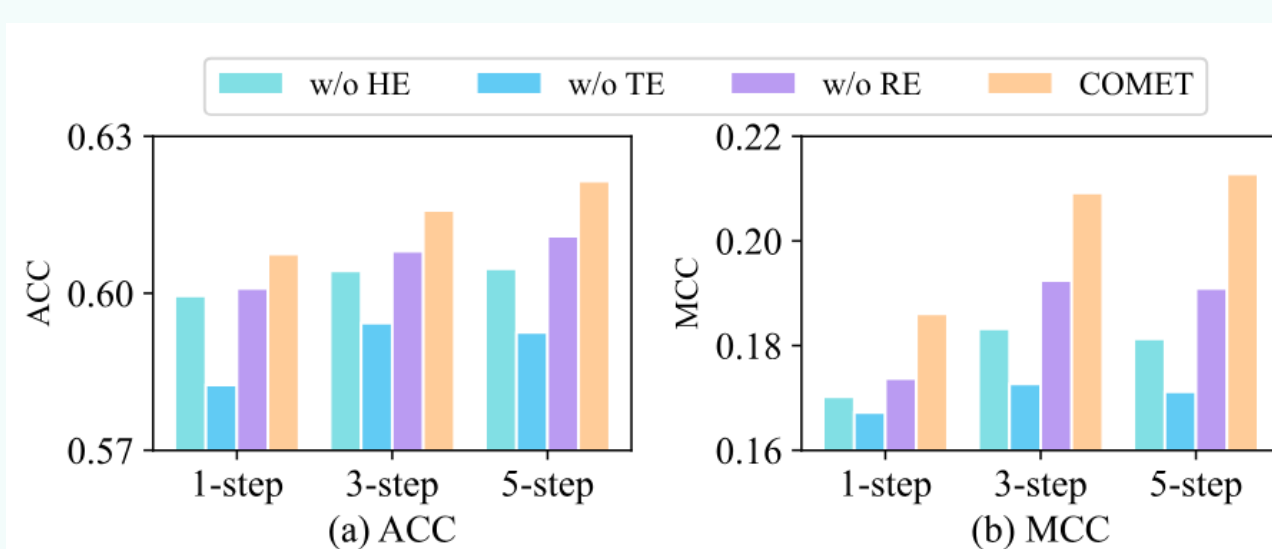 w/o HE w/o TE w/o RE COMET
0.63
0.60
0.57
ACC
1-step 3-step 5-step
(a) ACC
0.22
0.20
0.18
0.16
MCC
1-step 3-step 5-step
(b) MCC